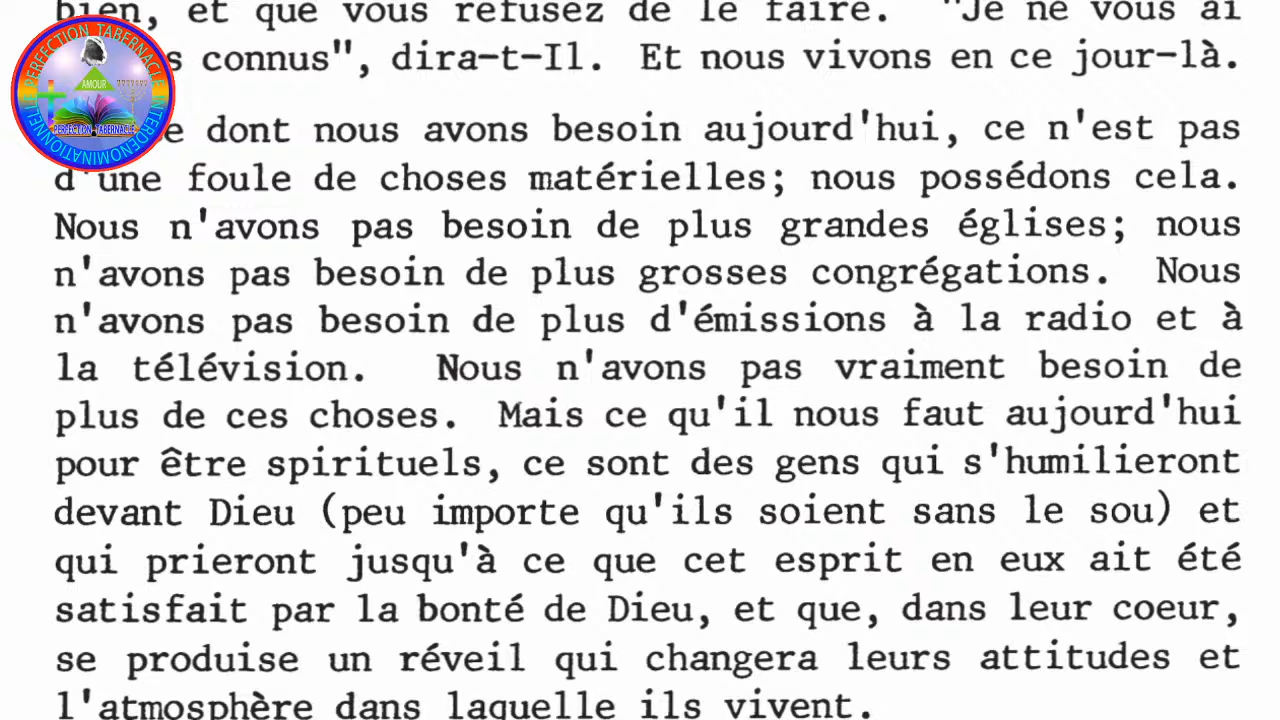 bien, et que vous refusez de le faire. "Je ne vous ai
connus", dira-t-Il. Et nous vivons en ce jour-là.
dont nous avons besoin aujourd'hui, ce n'est pas
d'une foule de choses matérielles; nous possédons cela.
Nous n'avons pas besoin de plus grandes églises; nous
n'avons pas besoin de plus grosses congrégations. Nous
n'avons pas besoin de plus d'émissions à la radio et à
la télévision. Nous n'avons pas vraiment besoin de
plus de ces choses. Mais ce qu'il nous faut aujourd'hui
pour être spirituels, ce sont des gens qui s'humilieront
devant Dieu (peu importe qu'ils soient sans le sou) et
qui prieront jusqu'à ce que cet esprit en eux ait été
satisfait par la bonté de Dieu, et que, dans leur coeur,
se produise un réveil qui changera leurs attitudes et
l'atmosphère dans laquelle ils vivent.
PERFECTION TABERNACLE INTERDENOMINATIONELE
AMOUR
PERFECTION TABERNACLE